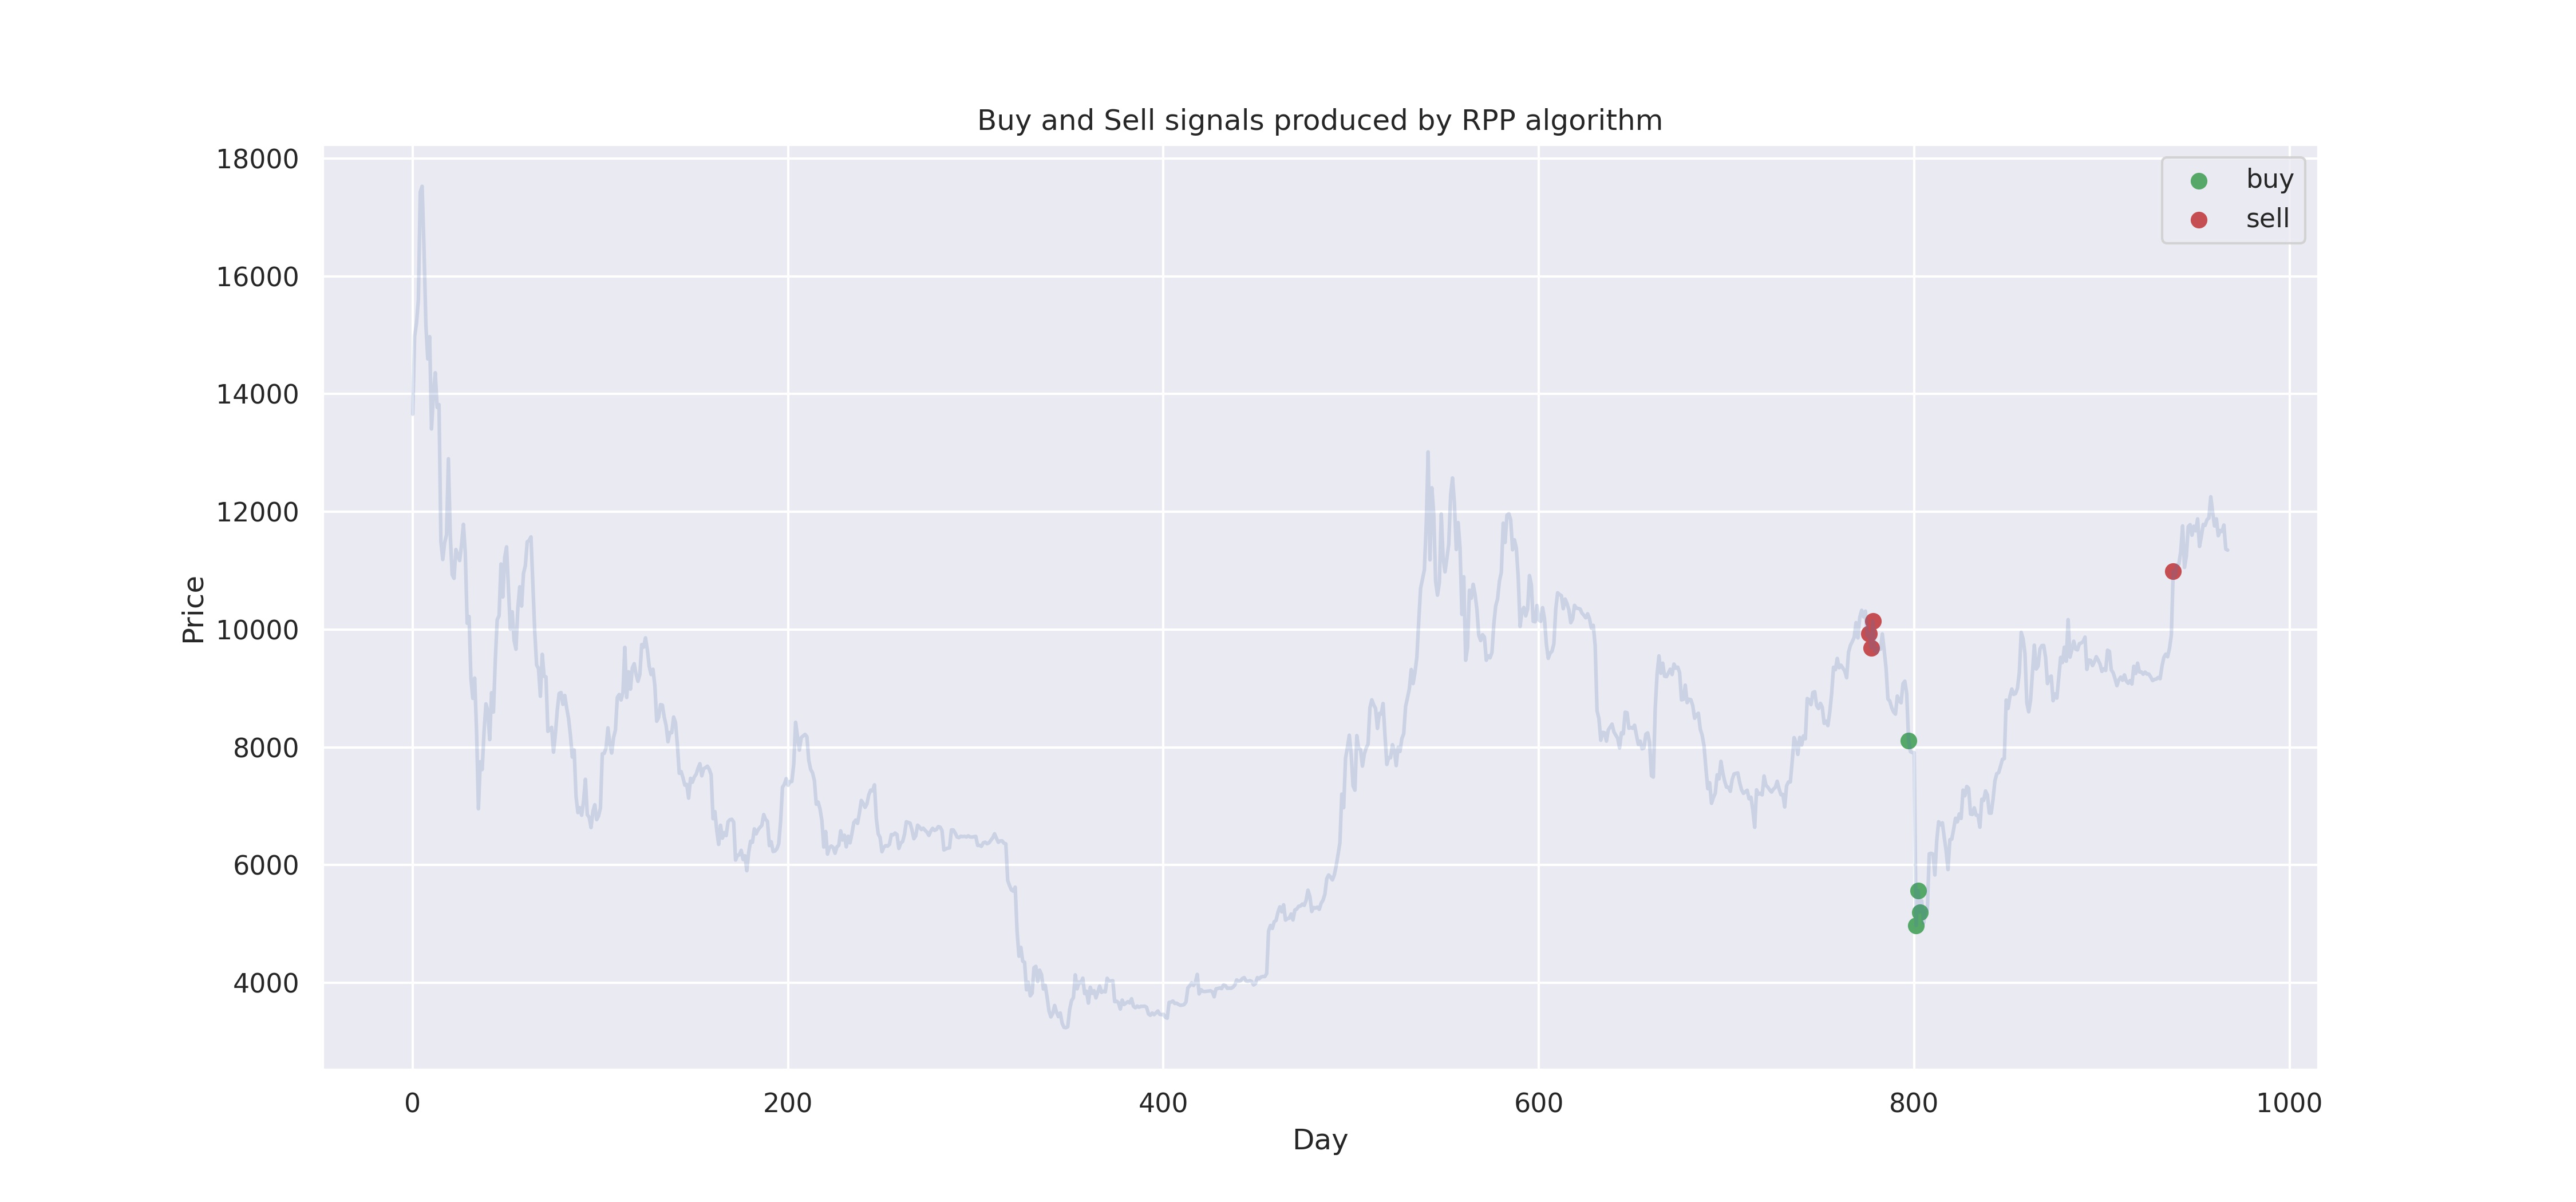 Buy and Sell signals produced by RPP algorithm
18000
16000
14000
12000
10000
8000
6000
4000
Price
buy
sell
0 200 400 600 800 1000
Day